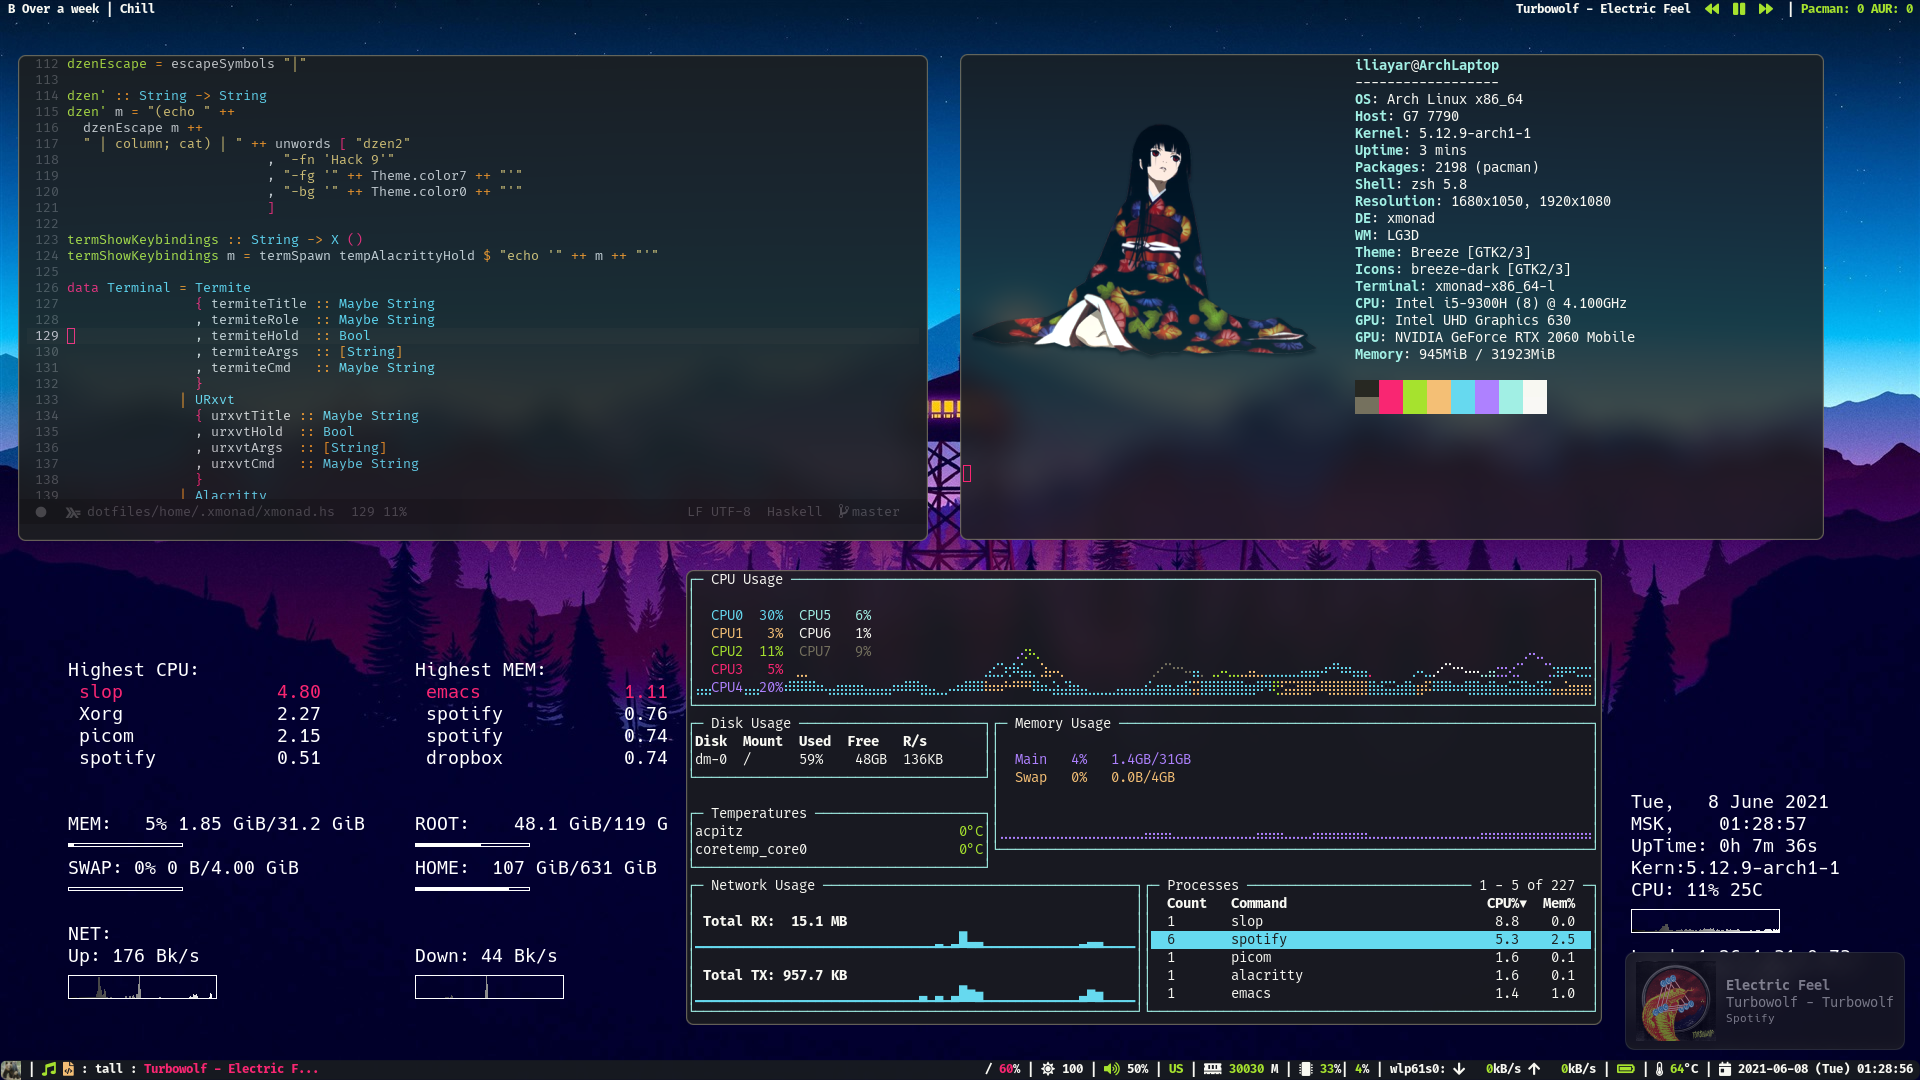 B Over a week | Chill
Turbowolf - Electric Feel | Pacman: 0 AUR: 0
112 dzenEscape = escapeSymbols "|"
113
114 dzen' :: String -> String
115 dzen' m = "(echo " ++
116 dzenEscape m ++
117 " | column; cat) | " ++ unwords [ "dzen2"
118 , "-fn 'Hack 9'"
119 , "-fg '" ++ Theme.color7 ++ "'"
120 , "-bg '" ++ Theme.color0 ++ "'"
121 ]
122
123 termShowKeybindings :: String -> X ()
124 termShowKeybindings m = termSpawn tempAlacrittyHold $ "echo '" ++ m ++ "'"
125
126 data Terminal = Termite
127 { termiteTitle :: Maybe String
128 , termiteRole :: Maybe String
129 , termiteHold :: Bool
130 , termiteArgs :: [String]
131 , termiteCmd :: Maybe String
132 }
133 | URxvt
134 { urxvtTitle :: Maybe String
135 , urxvtHold :: Bool
136 , urxvtArgs :: [String]
137 , urxvtCmd :: Maybe String
138 }
139 | Alacritty
dotfiles/home/.xmonad/xmonad.hs 129 11% LF UTF-8 Haskell master
iliayar@ArchLaptop
------------------
OS: Arch Linux x86_64
Host: G7 7790
Kernel: 5.12.9-arch1-1
Uptime: 3 mins
Packages: 2198 (pacman)
Shell: zsh 5.8
Resolution: 1680x1050, 1920x1080
DE: xmonad
WM: LG3D
Theme: Breeze [GTK2/3]
Icons: breeze-dark [GTK2/3]
Terminal: xmonad-x86_64-l
CPU: Intel i5-9300H (8) @ 4.100GHz
GPU: Intel UHD Graphics 630
GPU: NVIDIA GeForce RTX 2060 Mobile
Memory: 945MiB / 31923MiB
Highest CPU:
slop 4.80
Xorg 2.27
picom 2.15
spotify 0.51
Highest MEM:
emacs 1.11
spotify 0.76
spotify 0.74
dropbox 0.74
MEM: 5% 1.85 GiB/31.2 GiB
SWAP: 0% 0 B/4.00 GiB
ROOT: 48.1 GiB/119 G
HOME: 107 GiB/631 GiB
NET:
Up: 176 Bk/s
Down: 44 Bk/s
CPU Usage
CPU0 30% CPU5 6%
CPU1 3% CPU6 1%
CPU2 11% CPU7 9%
CPU3 5%
CPU4 20%
Disk Usage
Disk Mount Used Free R/s
dm-0 / 59% 48GB 136KB
Memory Usage
Main 4% 1.4GB/31GB
Swap 0% 0.0B/4GB
Temperatures
acpitz 0°C
coretemp_core0 0°C
Network Usage
Total RX: 15.1 MB
Total TX: 957.7 KB
Processes 1 - 5 of 227
Count Command CPU%▼ Mem%
1 slop 8.8 0.0
6 spotify 5.3 2.5
1 picom 1.6 0.1
1 alacritty 1.6 0.1
1 emacs 1.4 1.0
Tue, 8 June 2021
MSK, 01:28:57
UpTime: 0h 7m 36s
Kern:5.12.9-arch1-1
CPU: 11% 25C
Electric Feel
Turbowolf - Turbowolf
Spotify
| : tall : Turbowolf - Electric F...
/ 60% | 100 | 50% | US | 30030 M | 33%| 4% | wlp61s0: 0kB/s 0kB/s | | 64°C | 2021-06-08 (Tue) 01:28:56